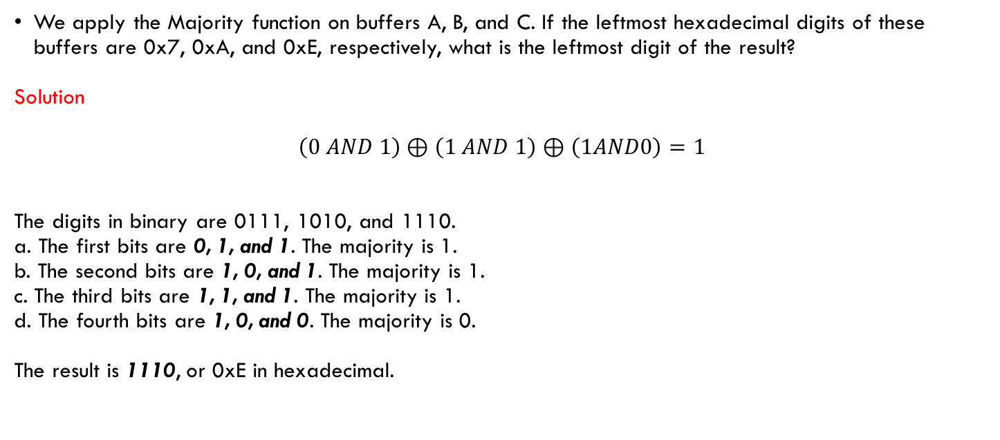 • We apply the Majority function on buffers A, B, and C. If the leftmost hexadecimal digits of these
buffers are 0x7, 0xA, and 0xE, respectively, what is the leftmost digit of the result?
Solution
(0 AND 1) ⊕ (1 AND 1) ⊕ (1AND0) = 1
The digits in binary are 0111, 1010, and 1110.
a. The first bits are 0, 1, and 1. The majority is 1.
b. The second bits are 1, 0, and 1. The majority is 1.
c. The third bits are 1, 1, and 1. The majority is 1.
d. The fourth bits are 1, 0, and 0. The majority is 0.
The result is 1110, or 0xE in hexadecimal.